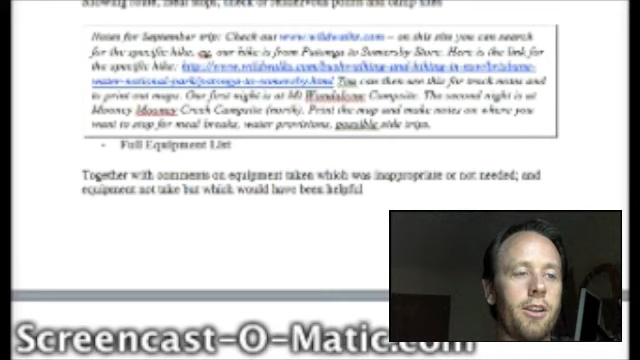 showing route, meal stops, check or rendezvous points and camp sites
Notes for September trip: Check out www.wildwalks.com – on this site you can search
for the specific hike, eg, our hike is from Patonga to Somersby Store. Here is the link for
the specific hike: http://www.wildwalks.com/bushwalking-and-hiking-in-nsw/brisbane-
water-national-park/patonga-to-somersby.html You can then use this for track notes and
to print out maps. Our first night is at Mt Wondabyne Campsite. The second night is at
Mooney Mooney Creek Campsite (north). Print the map and make notes on where you
want to stop for meal breaks, water provisions, possible side trips.
- Full Equipment List
Together with comments on equipment taken which was inappropriate or not needed; and
equipment not take but which would have been helpful
Screencast-O-Matic.com